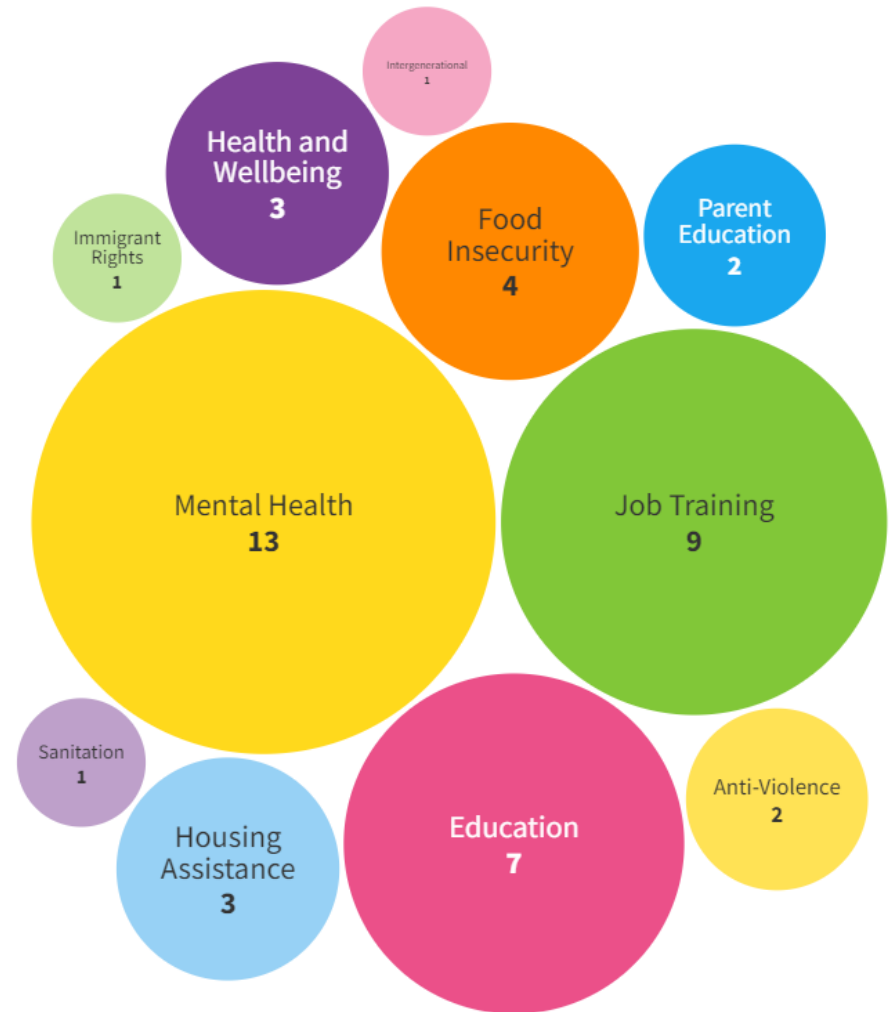 Intergenerational
1
Health and
Wellbeing
3
Food
Insecurity
4
Parent
Education
2
Immigrant
Rights
1
Mental Health
13
Job Training
9
Sanitation
1
Housing
Assistance
3
Education
7
Anti-Violence
2